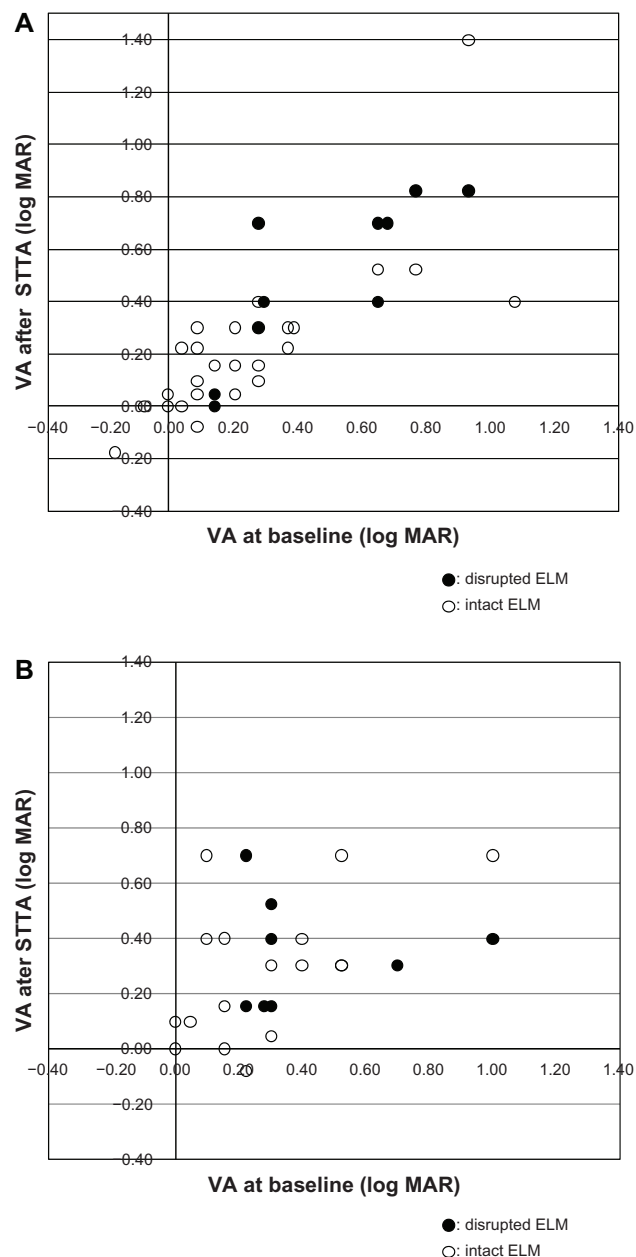 A
1.40
1.20
1.00
0.80
0.60
0.40
0.20
0.00
−0.40 −0.20 0.00 0.20 0.40 0.60 0.80 1.00 1.20 1.40
−0.20
−0.40
VA after STTA (log MAR)
VA at baseline (log MAR)
: disrupted ELM
: intact ELM
B
1.40
1.20
1.00
0.80
0.60
0.40
0.20
0.00
−0.40 −0.20 0.00 0.20 0.40 0.60 0.80 1.00 1.20 1.40
−0.20
−0.40
VA ater STTA (log MAR)
VA at baseline (log MAR)
: disrupted ELM
: intact ELM